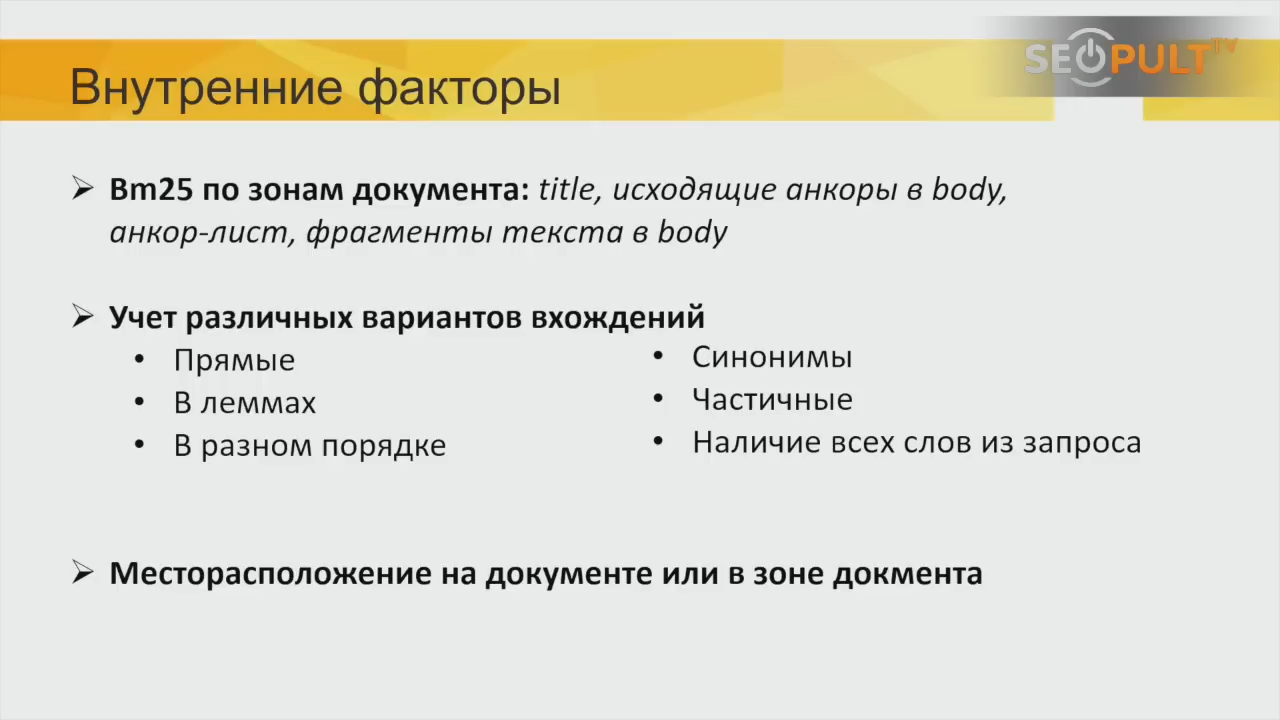 SEOPULT TV
Внутренние факторы
Bm25 по зонам документа: title, исходящие анкоры в body,
анкор-лист, фрагменты текста в body
Учет различных вариантов вхождений
Прямые
В леммах
В разном порядке
Синонимы
Частичные
Наличие всех слов из запроса
Месторасположение на документе или в зоне докмента